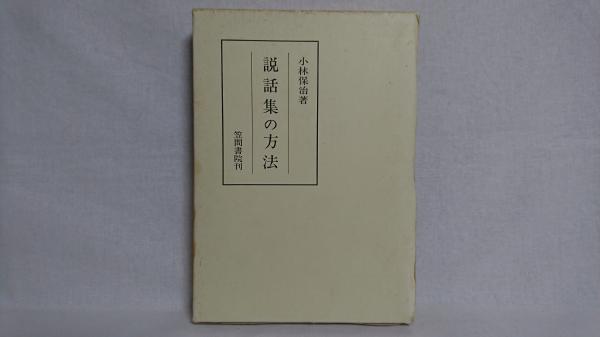 小林保治著
説話集の方法
笠間書院刊